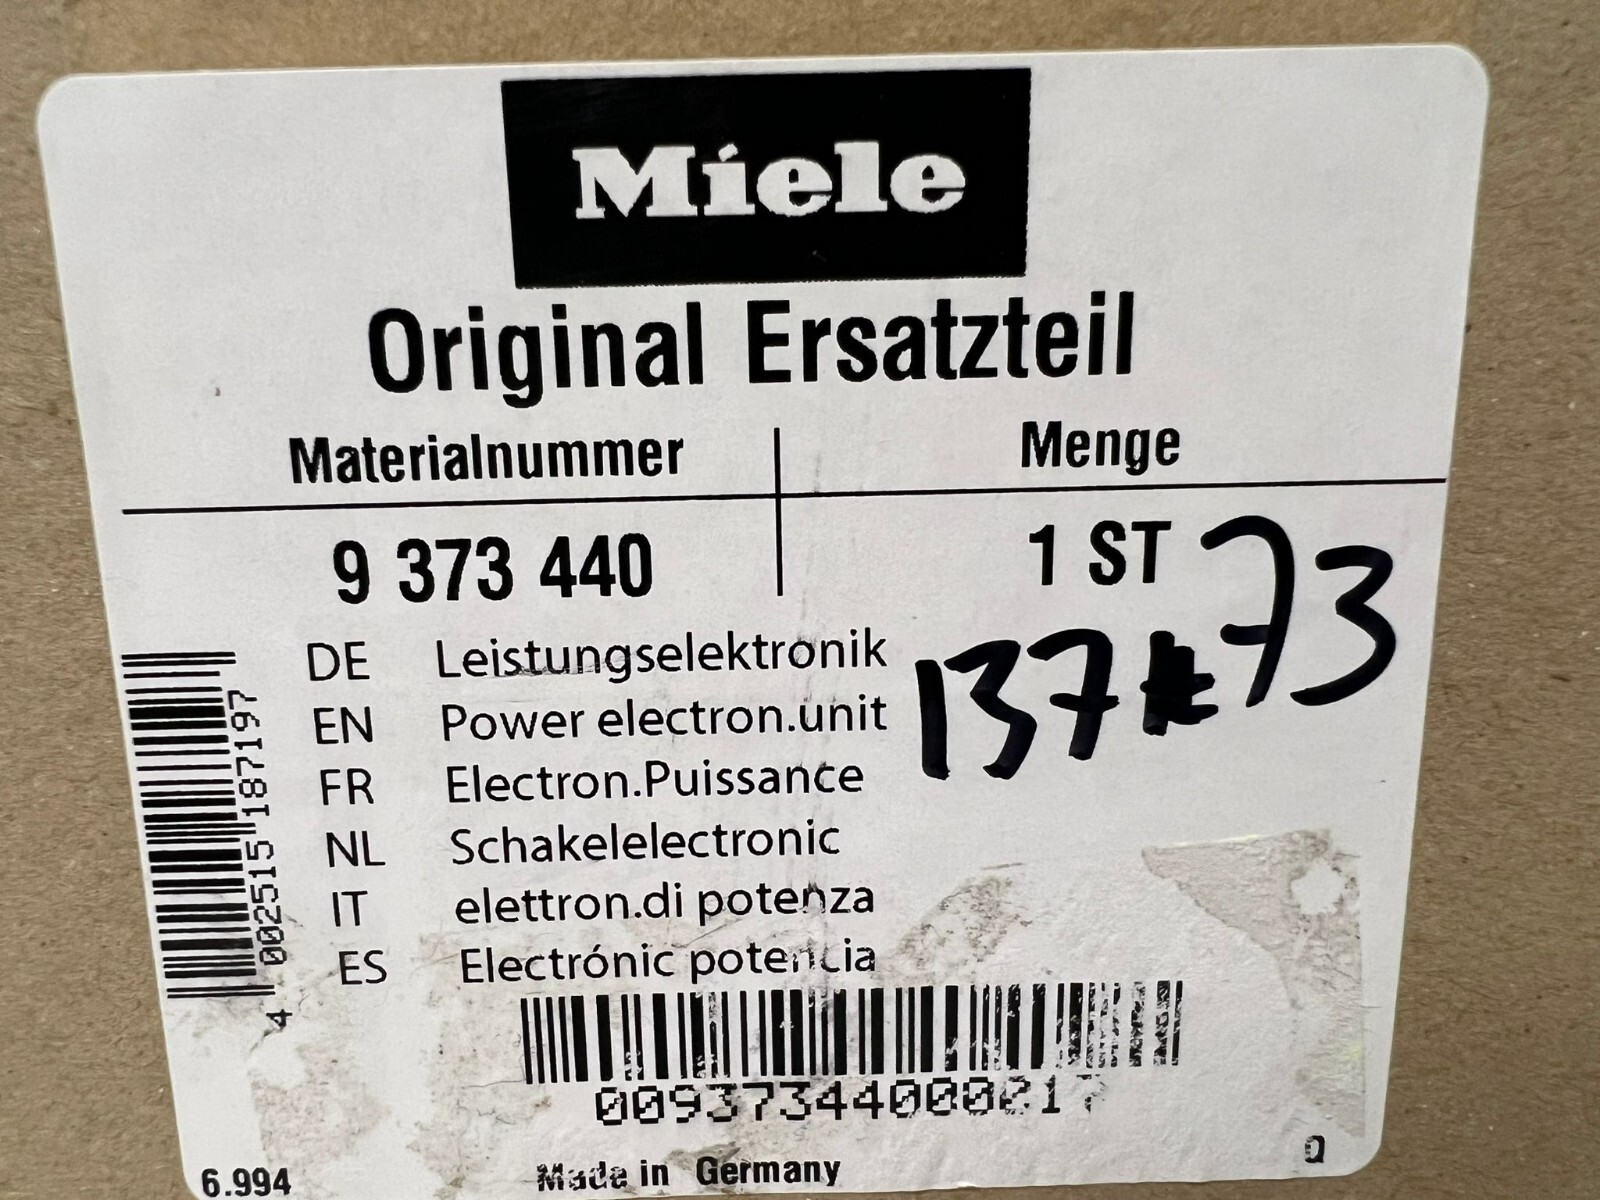 Miele
Original Ersatzteil
Materialnummer Menge
9 373 440 1 ST
DE Leistungselektronik
EN Power electron.unit
FR Electron.Puissance
NL Schakelelectronic
IT elettron.di potenza
ES Electrónic potencia
4 002515 187197
137 73
6.994 Made in Germany